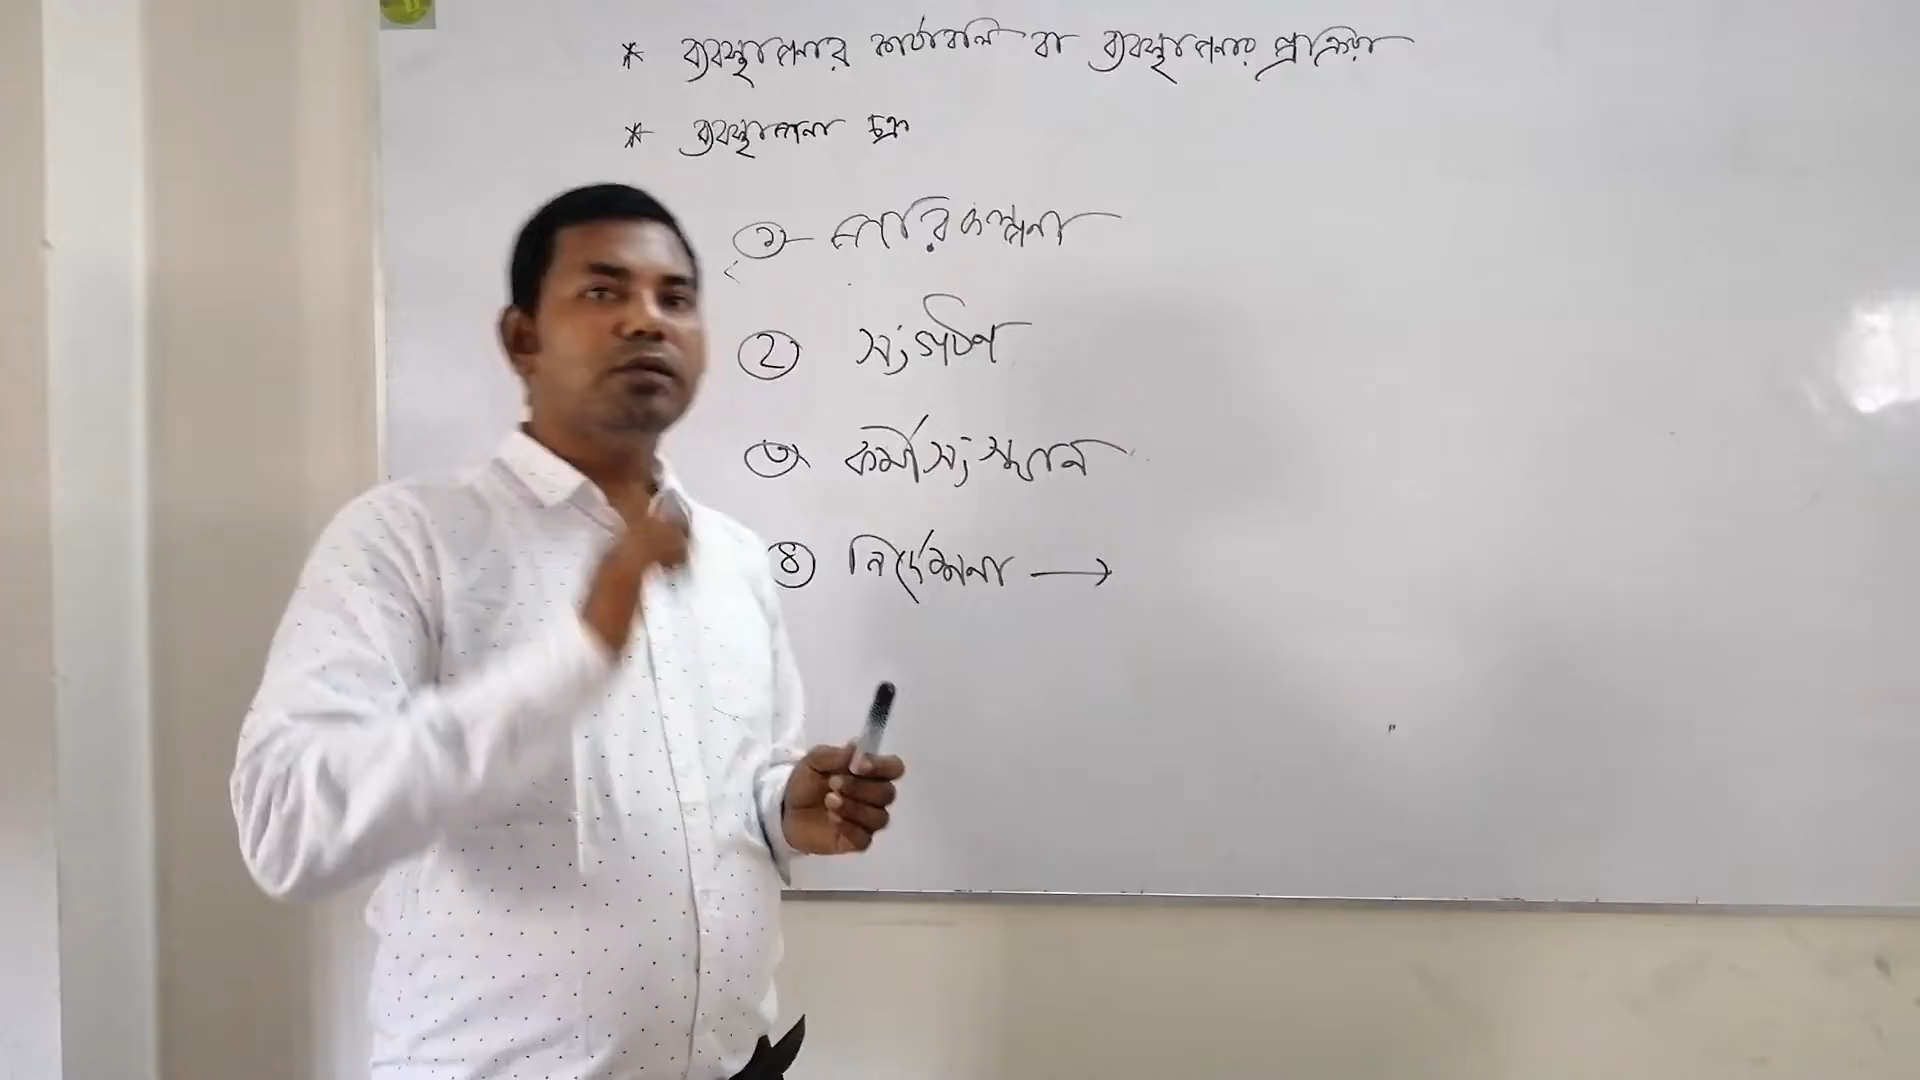 * ব্যবস্থাপনার কার্যাবলি বা ব্যবস্থাপনার প্রক্রিয়া
* ব্যবস্থাপনা চক্র
১ পরিকল্পনা
২ সংগঠন
৩ কর্মীসংস্থান
৪ নির্দেশনা →